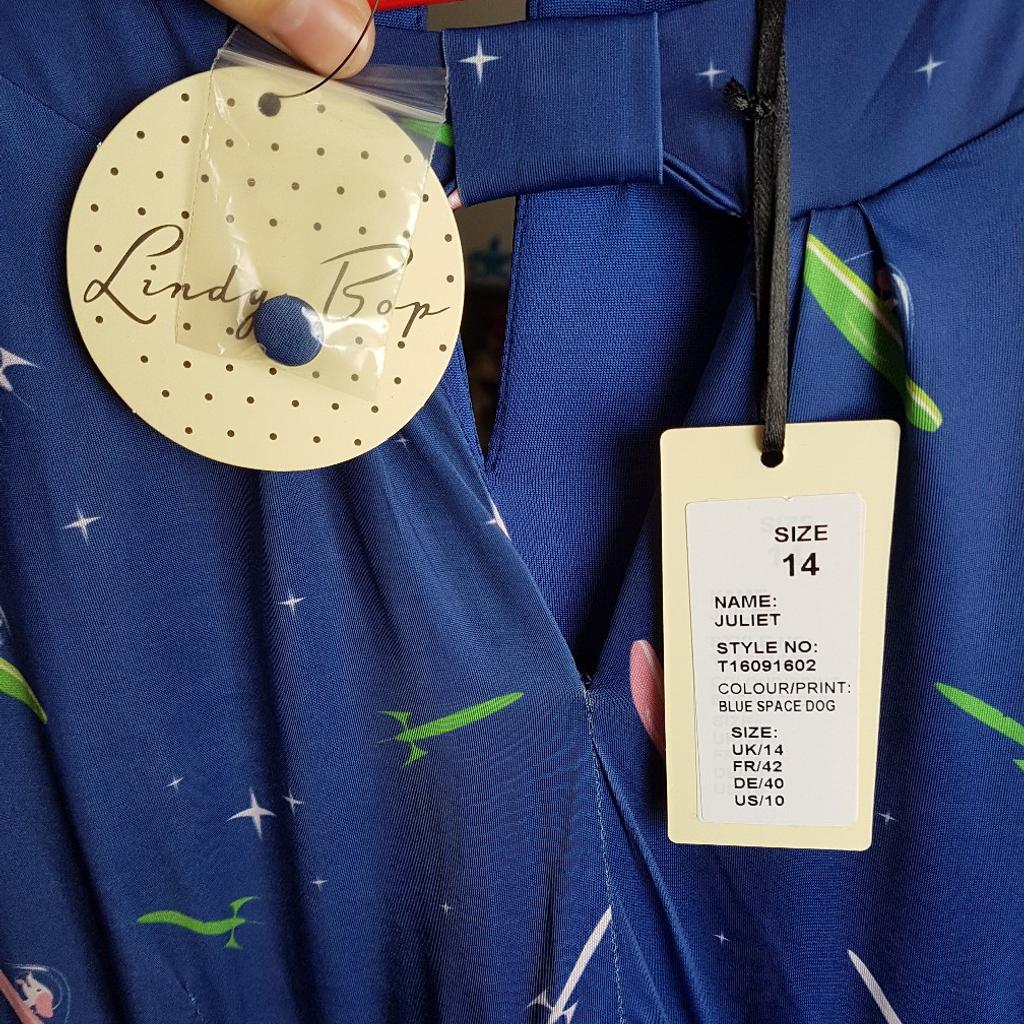 Lindy Bop
SIZE
14
NAME:
JULIET
STYLE NO:
T16091602
COLOUR/PRINT:
BLUE SPACE DOG
SIZE:
UK/14
FR/42
DE/40
US/10